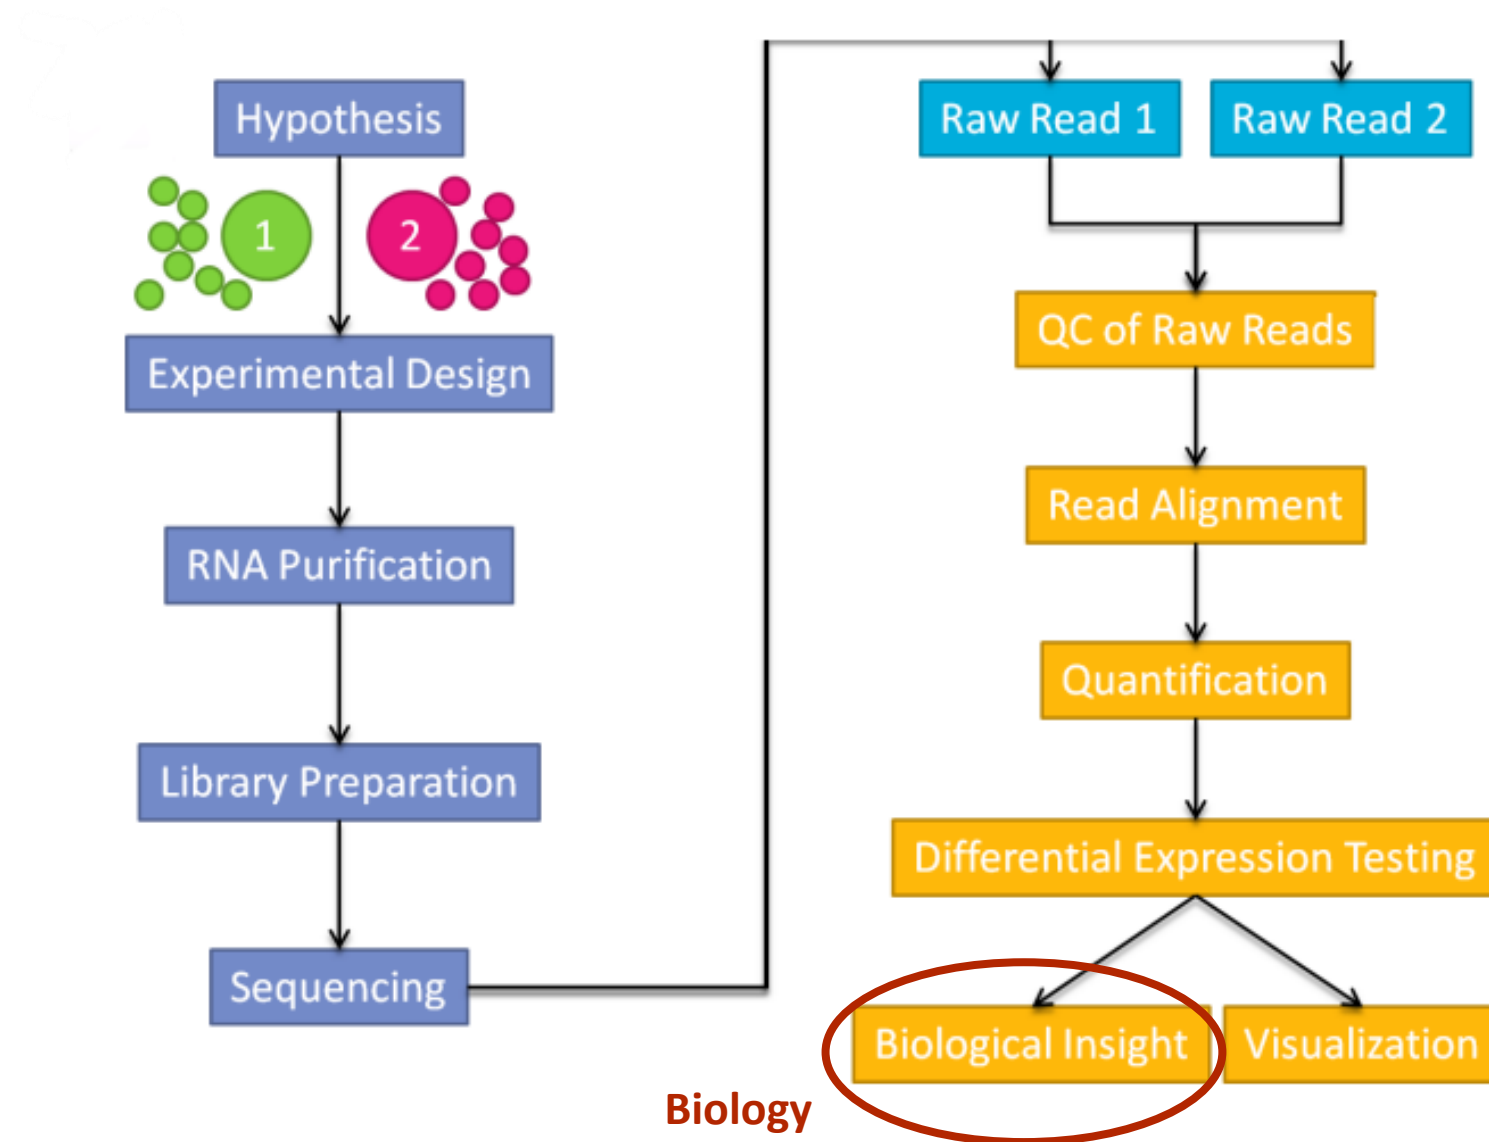 Hypothesis
1
2
Experimental Design
RNA Purification
Library Preparation
Sequencing
Raw Read 1
Raw Read 2
QC of Raw Reads
Read Alignment
Quantification
Differential Expression Testing
Biological Insight
Visualization
Biology